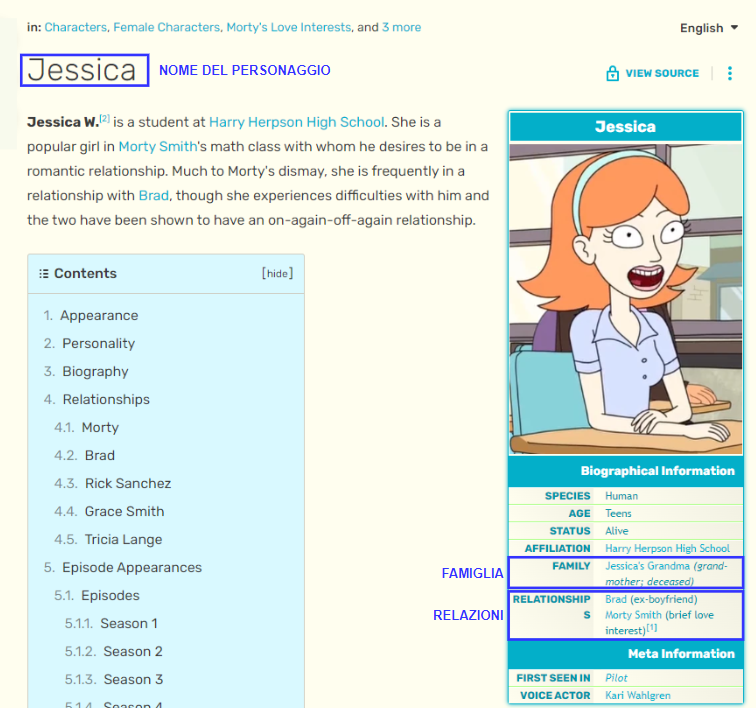 in: Characters, Female Characters, Morty's Love Interests, and 3 more
English
Jessica
NOME DEL PERSONAGGIO
VIEW SOURCE
Jessica W.[2] is a student at Harry Herpson High School. She is a
popular girl in Morty Smith's math class with whom he desires to be in a
romantic relationship. Much to Morty's dismay, she is frequently in a
relationship with Brad, though she experiences difficulties with him and
the two have been shown to have an on-again-off-again relationship.
Contents [hide]
1. Appearance
2. Personality
3. Biography
4. Relationships
4.1. Morty
4.2. Brad
4.3. Rick Sanchez
4.4. Grace Smith
4.5. Tricia Lange
5. Episode Appearances
5.1. Episodes
5.1.1. Season 1
5.1.2. Season 2
5.1.3. Season 3
5.1.4. Season 4
Jessica
Biographical Information
SPECIES Human
AGE Teens
STATUS Alive
AFFILIATION Harry Herpson High School
FAMIGLIA
FAMILY Jessica's Grandma (grand-
mother; deceased)
RELAZIONI
RELATIONSHIP Brad (ex-boyfriend)
S Morty Smith (brief love
interest)[1]
Meta Information
FIRST SEEN IN Pilot
VOICE ACTOR Kari Wahlgren